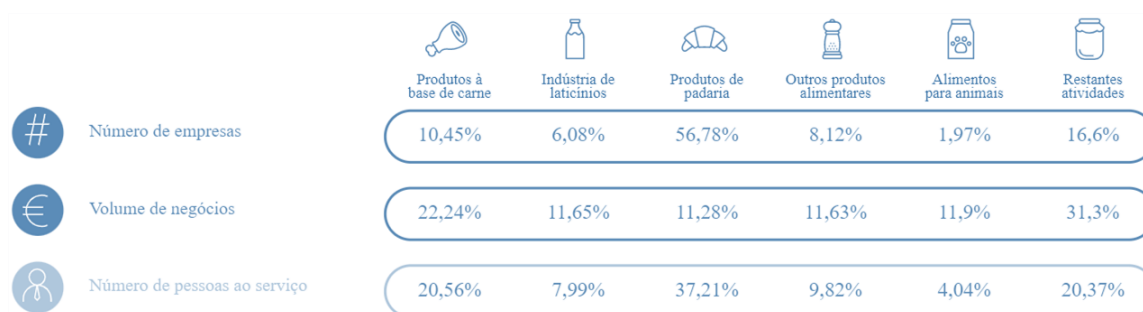 Produtos à
base de carne
Indústria de
laticínios
Produtos de
padaria
Outros produtos
alimentares
Alimentos
para animais
Restantes
atividades
# Número de empresas 10,45% 6,08% 56,78% 8,12% 1,97% 16,6%
€ Volume de negócios 22,24% 11,65% 11,28% 11,63% 11,9% 31,3%
Número de pessoas ao serviço 20,56% 7,99% 37,21% 9,82% 4,04% 20,37%